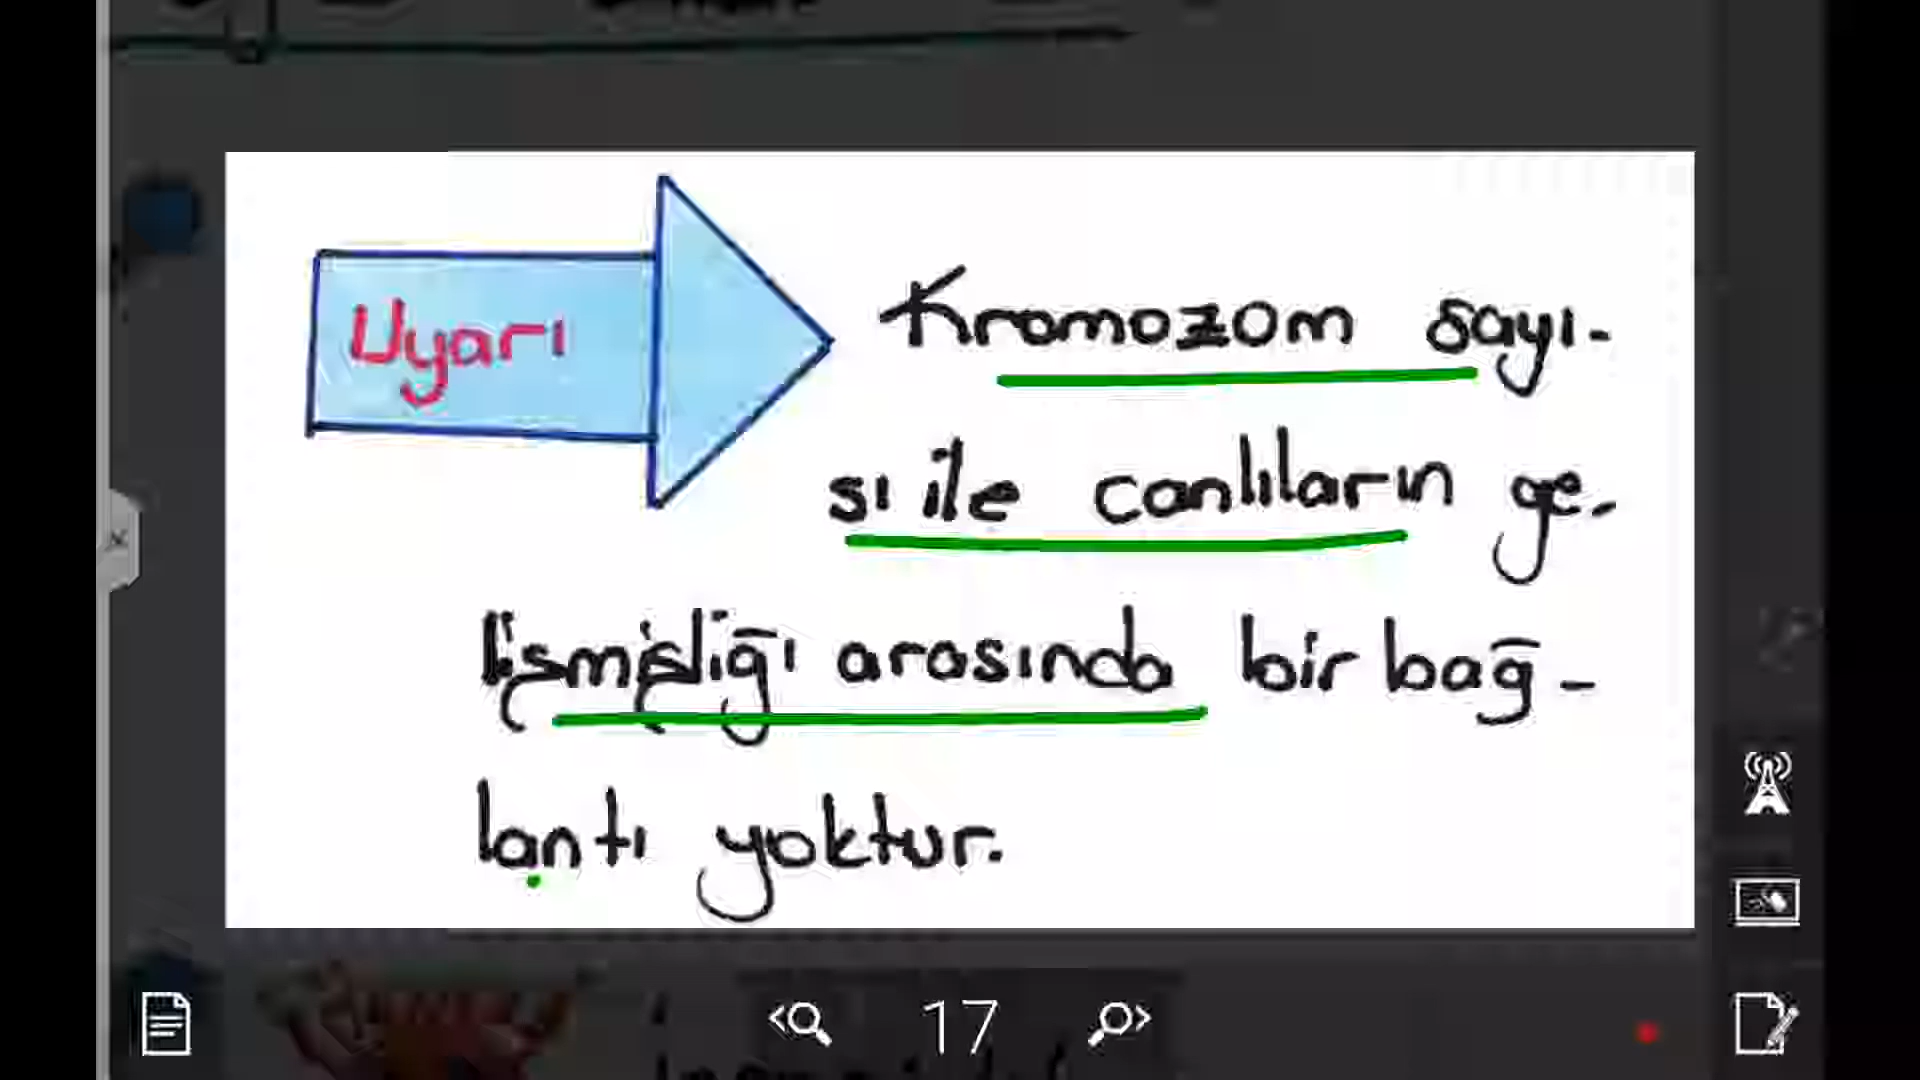 Uyarı
Kromozom sayı-
sı ile canlıların ge-
lişmişliği arasında bir bağ-
lantı yoktur.
17